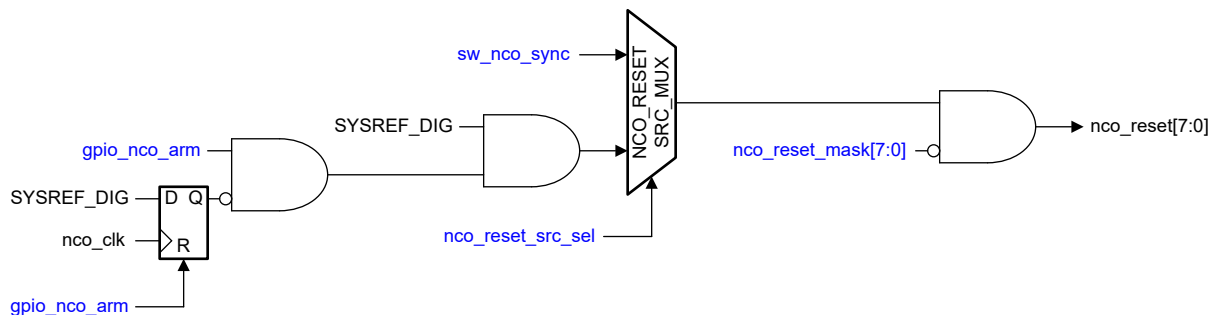 sw_nco_sync
NCO_RESET
SRC_MUX
SYSREF_DIG
nco_reset[7:0]
gpio_nco_arm
nco_reset_mask[7:0]
SYSREF_DIG
D Q
nco_clk
R
nco_reset_src_sel
gpio_nco_arm